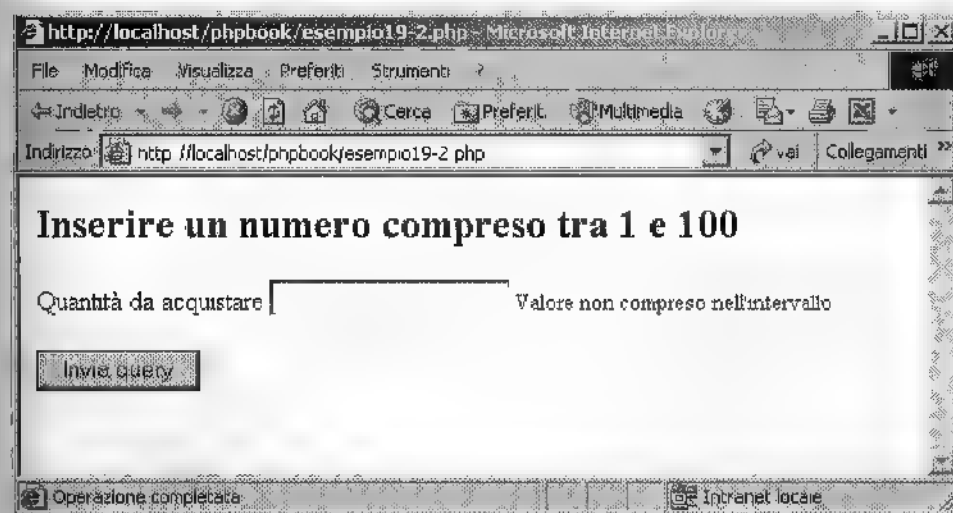 http://localhost/phpbook/esempio19-2.php - Microsoft Internet Explorer
File Modifica Visualizza Preferiti Strumenti ?
Indietro Cerca Preferiti Multimedia
Indirizzo http://localhost/phpbook/esempio19-2.php vai Collegamenti »
Inserire un numero compreso tra 1 e 100
Quantità da acquistare Valore non compreso nell'intervallo
Invia query
Operazione completata Intranet locale